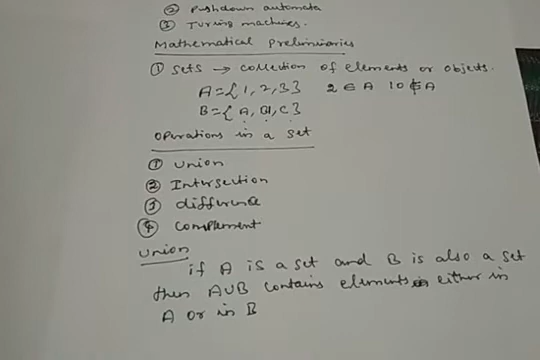 ② Pushdown automata
③ Turing machines.
Mathematical Preliminaries
① Sets → collection of elements or objects.
A={1,2,3} 2∈A 10∉A
B={A,B,C}
Operations in a set
① Union
② Intersection
③ difference
④ complement
Union
if A is a set and B is also a set
then A∪B contains elements either in
A or in B